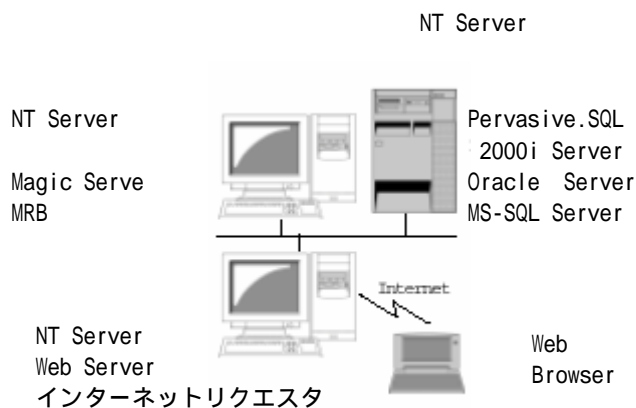 NT Server
NT Server
Magic Serve
MRB
Pervasive.SQL
2000i Server
Oracle Server
MS-SQL Server
Internet
NT Server
Web Server
インターネットリクエスタ
Web
Browser